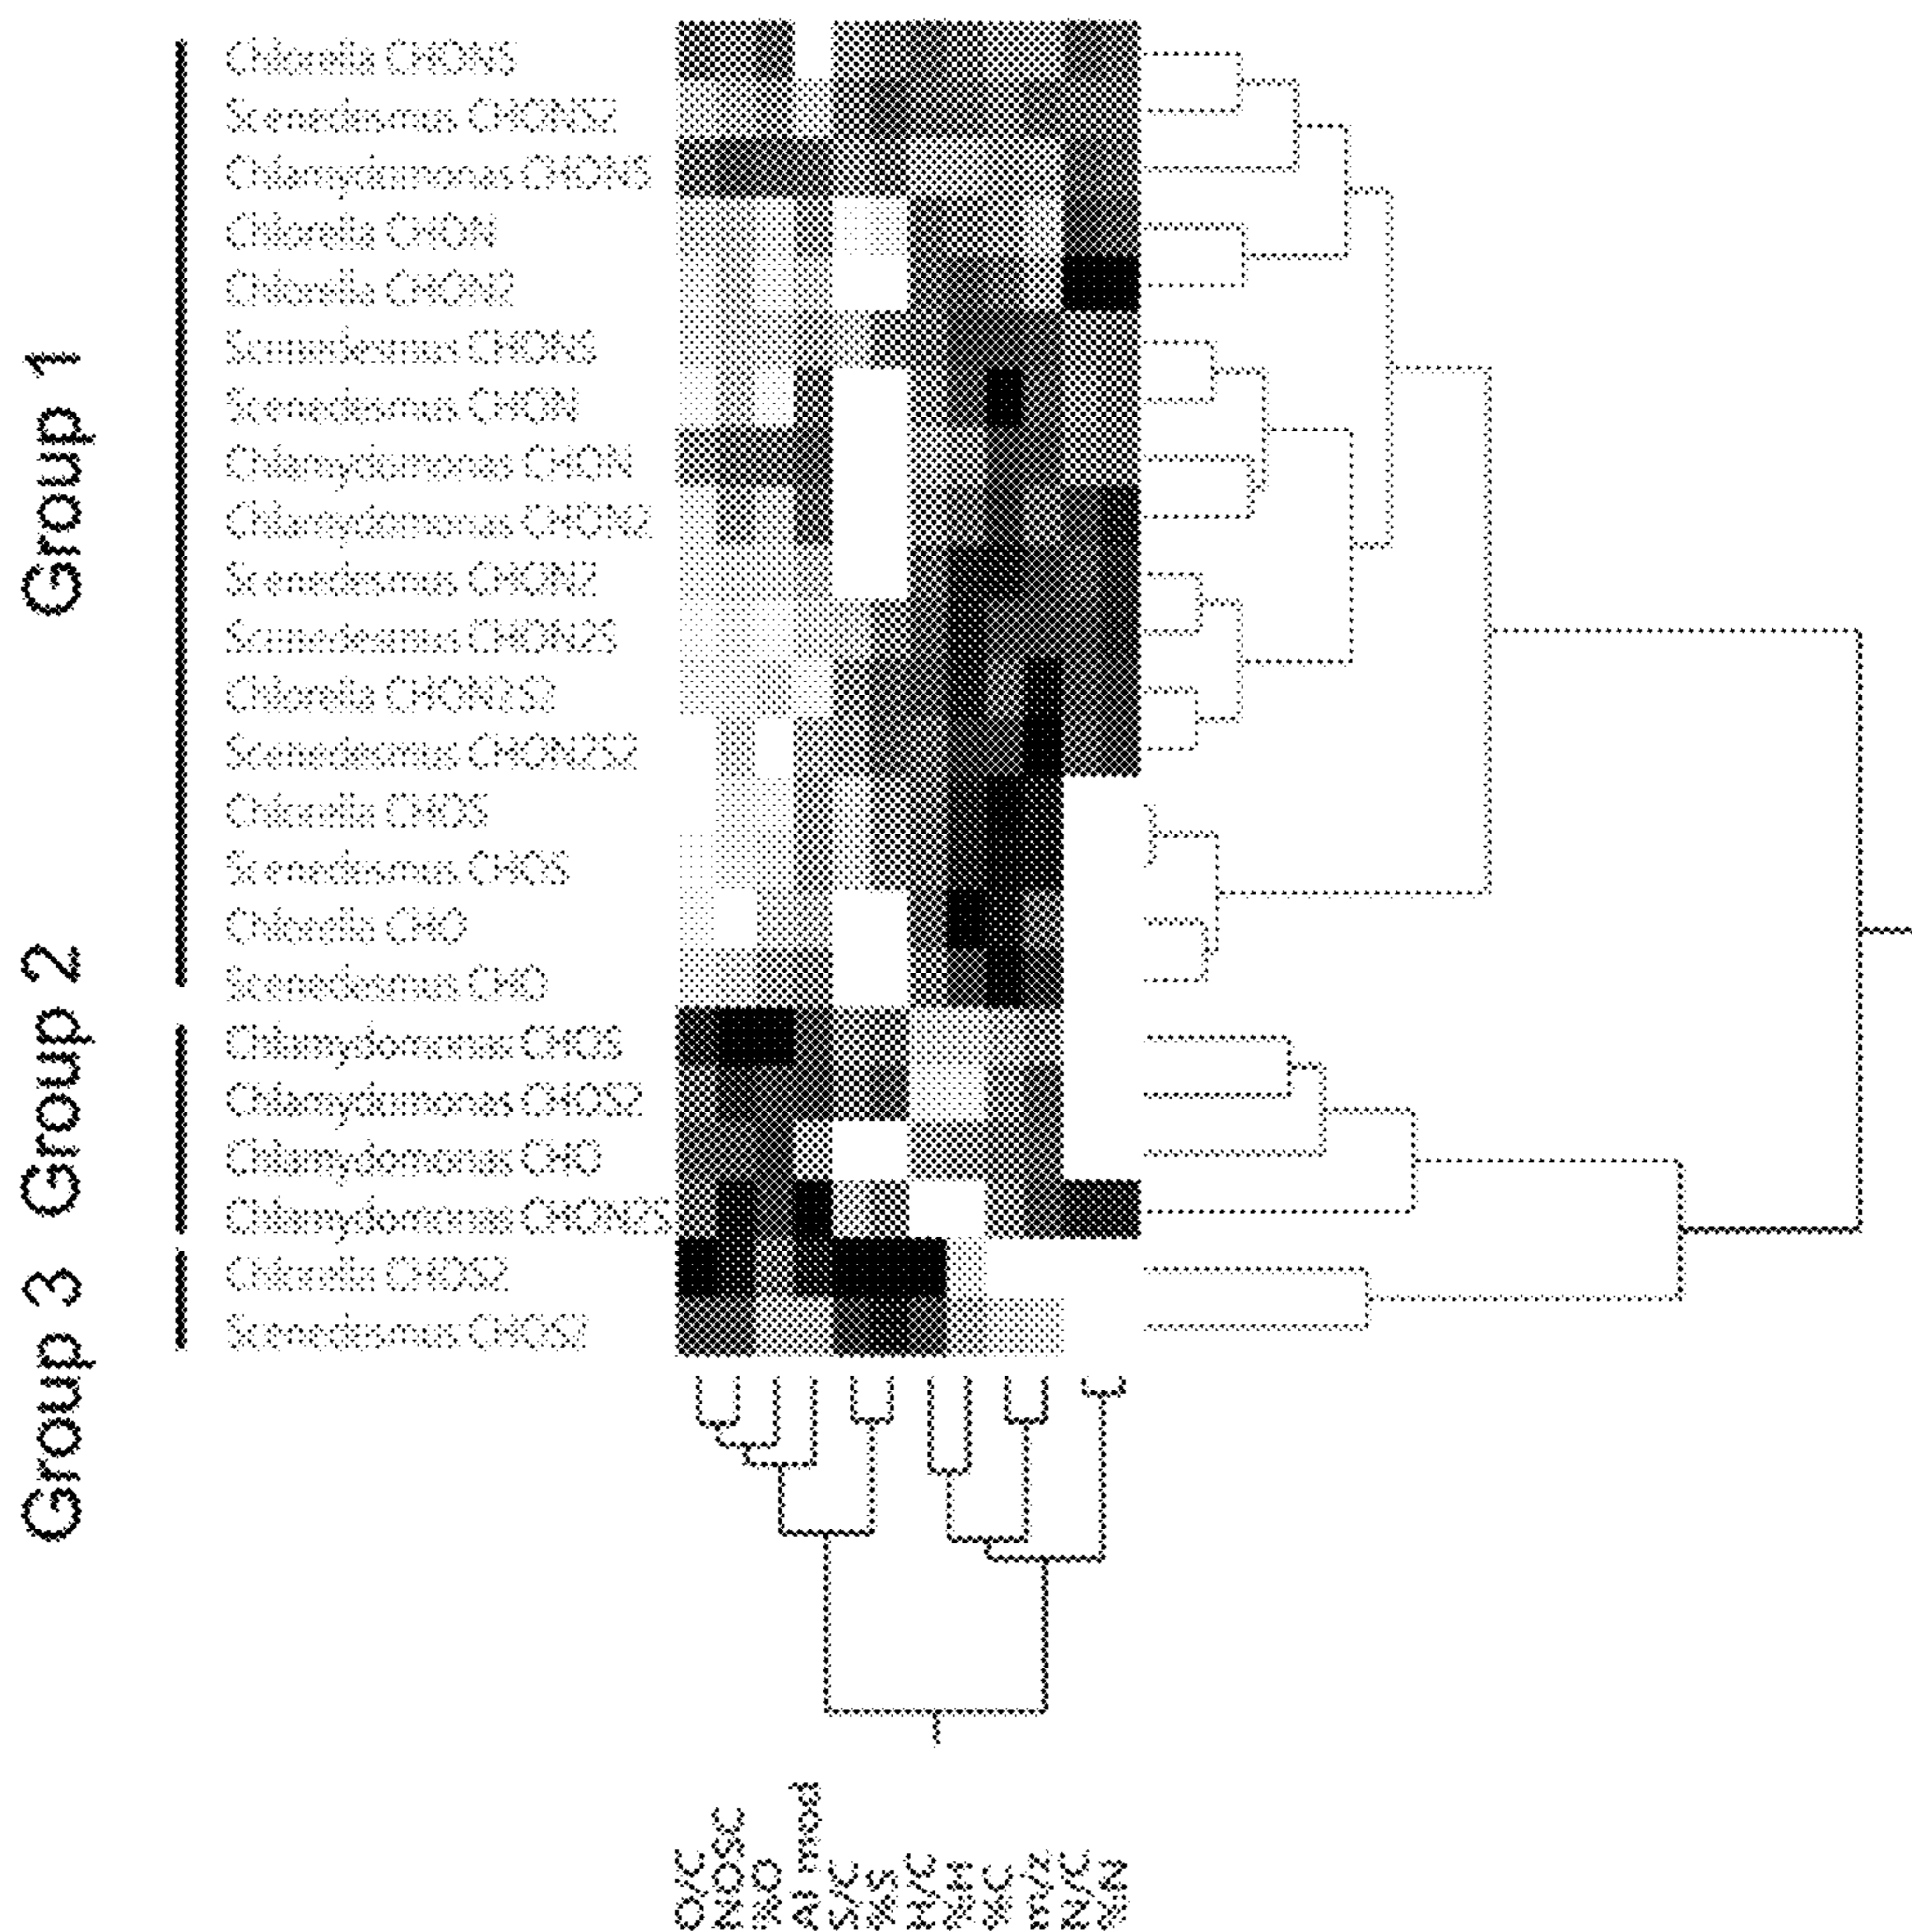 Group 1
Group 2
Group 3
Chlorella CHONS
Scenedesmus CHONS2
Chlamydomonas CHONS
Chlorella CHON
Chlorella CHON2
Scenedesmus CHONS
Scenedesmus CHON
Chlamydomonas CHON
Chlamydomonas CHON2
Scenedesmus CHON2
Scenedesmus CHON2S
Chlorella CHON2S2
Scenedesmus CHON2S2
Chlorella CHOS
Scenedesmus CHOS
Chlorella CHO
Scenedesmus CHO
Chlamydomonas CHOS
Chlamydomonas CHOS2
Chlamydomonas CHO
Chlamydomonas CHON2S
Chlorella CHOS2
Scenedesmus CHOS2
O/C
NOSC